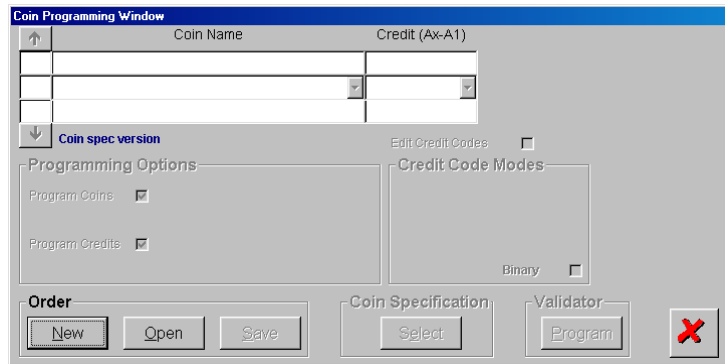 Coin Programming Window
Coin Name Credit (Ax-A1)
Coin spec version
Edit Credit Codes
Programming Options
Credit Code Modes
Program Coins
Program Credits
Binary
Order
Coin Specification
Validator
New Open Save Select Program